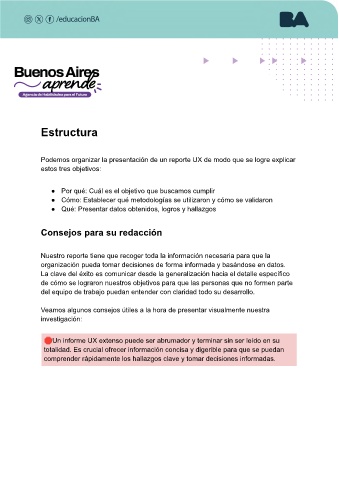 /educacionBA
BA
Buenos Aires
aprende
Agencia de Habilidades para el Futuro
Estructura
Podemos organizar la presentación de un reporte UX de modo que se logre explicar
estos tres objetivos:
● Por qué: Cuál es el objetivo que buscamos cumplir
● Cómo: Establecer qué metodologías se utilizaron y cómo se validaron
● Qué: Presentar datos obtenidos, logros y hallazgos
Consejos para su redacción
Nuestro reporte tiene que recoger toda la información necesaria para que la
organización pueda tomar decisiones de forma informada y basándose en datos.
La clave del éxito es comunicar desde la generalización hacia el detalle específico
de cómo se lograron nuestros objetivos para que las personas que no formen parte
del equipo de trabajo puedan entender con claridad todo su desarrollo.
Veamos algunos consejos útiles a la hora de presentar visualmente nuestra
investigación:
🔴Un informe UX extenso puede ser abrumador y terminar sin ser leído en su
totalidad. Es crucial ofrecer información concisa y digerible para que se puedan
comprender rápidamente los hallazgos clave y tomar decisiones informadas.